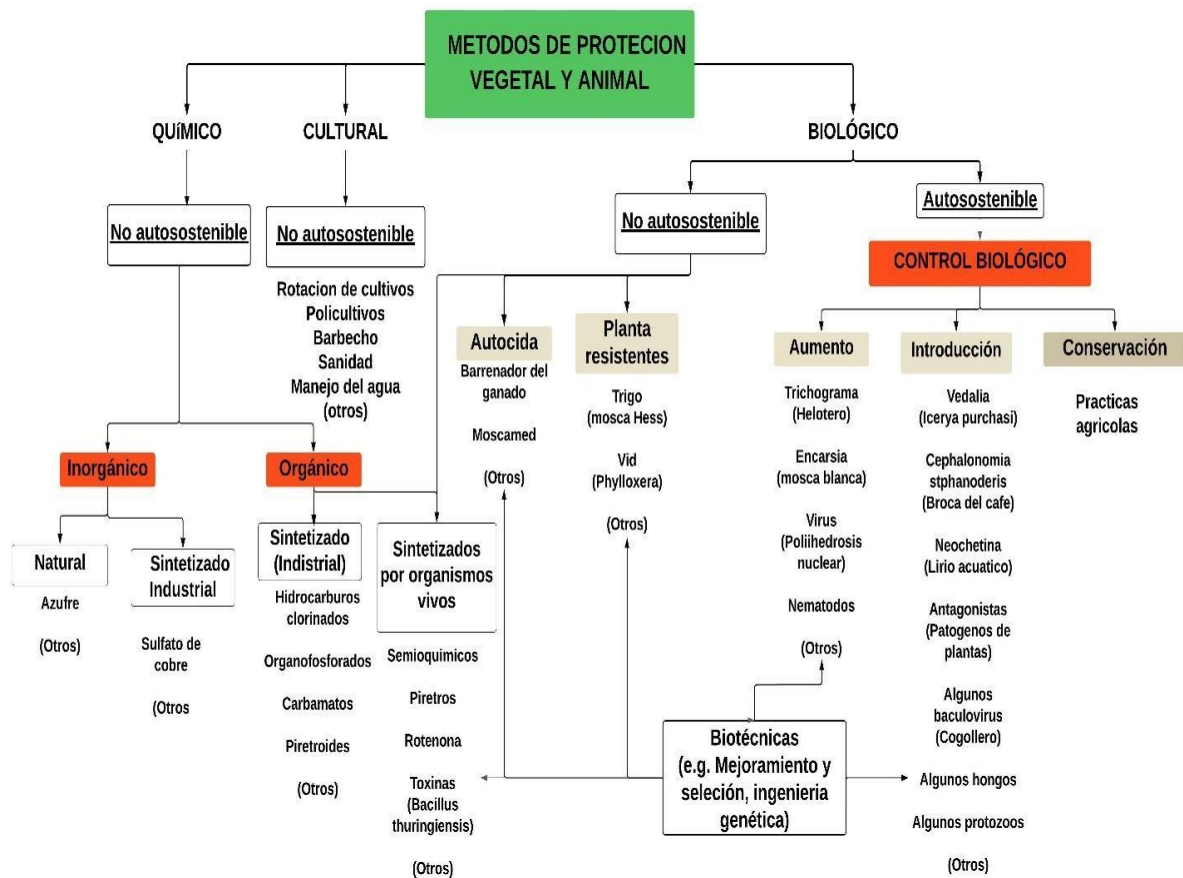 METODOS DE PROTECION
VEGETAL Y ANIMAL
QUíMICO
CULTURAL
BIOLÓGICO
No autosostenible
No autosostenible
No autosostenible
Autosostenible
CONTROL BIOLÓGICO
Rotacion de cultivos
Policultivos
Barbecho
Sanidad
Manejo del agua
(otros)
Autocida
Barrenador del
ganado
Moscamed
(Otros)
Planta
resistentes
Trigo
(mosca Hess)
Vid
(Phylloxera)
(Otros)
Aumento
Trichograma
(Helotero)
Encarsia
(mosca blanca)
Virus
(Poliihedrosis
nuclear)
Nematodos
(Otros)
Introducción
Vedalia
(Icerya purchasi)
Cephalonomia
stphanoderis
(Broca del cafe)
Neochetina
(Lirio acuatico)
Antagonistas
(Patogenos de
plantas)
Algunos
baculovirus
(Cogollero)
Algunos hongos
Algunos protozoos
(Otros)
Conservación
Practicas
agricolas
Inorgánico
Orgánico
Natural
Azufre
(Otros)
Sintetizado
Industrial
Sulfato de
cobre
(Otros
Sintetizado
(Indistrial)
Hidrocarburos
clorinados
Organofosforados
Carbamatos
Piretroides
(Otros)
Sintetizados
por organismos
vivos
Semioquimicos
Piretros
Rotenona
Toxinas
(Bacillus
thuringiensis)
(Otros)
Biotécnicas
(e.g. Mejoramiento y
seleción, ingenieria
genética)